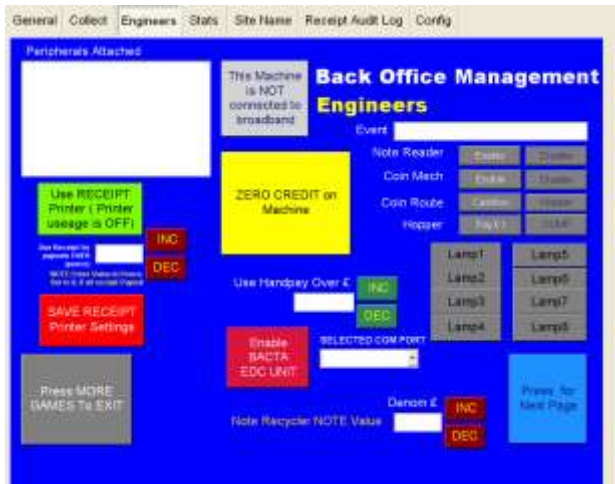 General Collect Engineers Stats Site Name Receipt Audit Log Config
Peripherals Attached
This Machine
is NOT
connected to
broadband
Back Office Management
Engineers
Event
Note Reader
Coin Mech
Coin Route
Hopper
Use RECEIPT
Printer ( Printer
useage is OFF)
ZERO CREDIT on
Machine
INC
DEC
Lamp1 Lamp5
Lamp2 Lamp6
Lamp3 Lamp7
Lamp4 Lamp8
Use Handpay Over £
INC
DEC
SAVE RECEIPT
Printer Settings
Enable
BACTA
EDC UNIT
SELECTED COM PORT
Press MORE
GAMES To EXIT
Press for
Next Page
Denom £
INC
Note Recycler NOTE Value
DEC